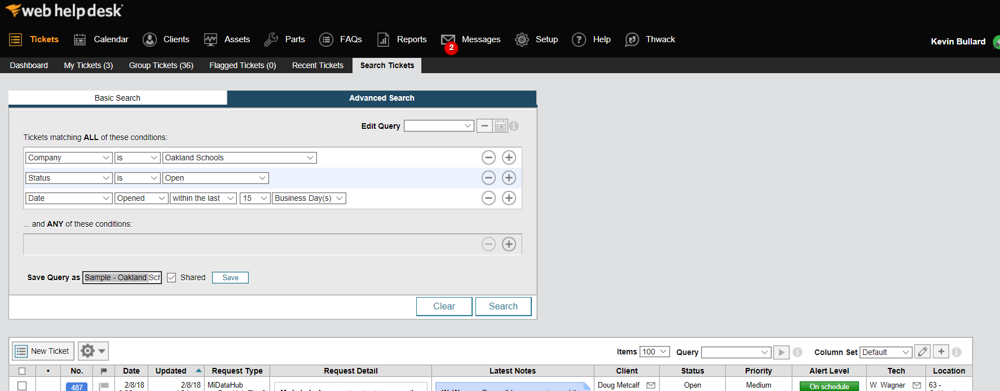 web help desk
Tickets Calendar Clients Assets Parts FAQs Reports Messages 2 Setup Help Thwack Kevin Bullard
Dashboard My Tickets (3) Group Tickets (36) Flagged Tickets (0) Recent Tickets Search Tickets
Basic Search Advanced Search
Edit Query
Tickets matching ALL of these conditions:
Company is Oakland Schools
Status is Open
Date Opened within the last 15 Business Day(s)
... and ANY of these conditions:
Save Query as Sample - Oakland Sch Shared Save
Clear Search
New Ticket Items 100 Query Column Set Default
No. Date Updated Request Type Request Detail Latest Notes Client Status Priority Alert Level Tech Location
487 2/8/18 2/8/18 MiDataHub Doug Metcalf Open Medium On schedule W. Wagner 63 -